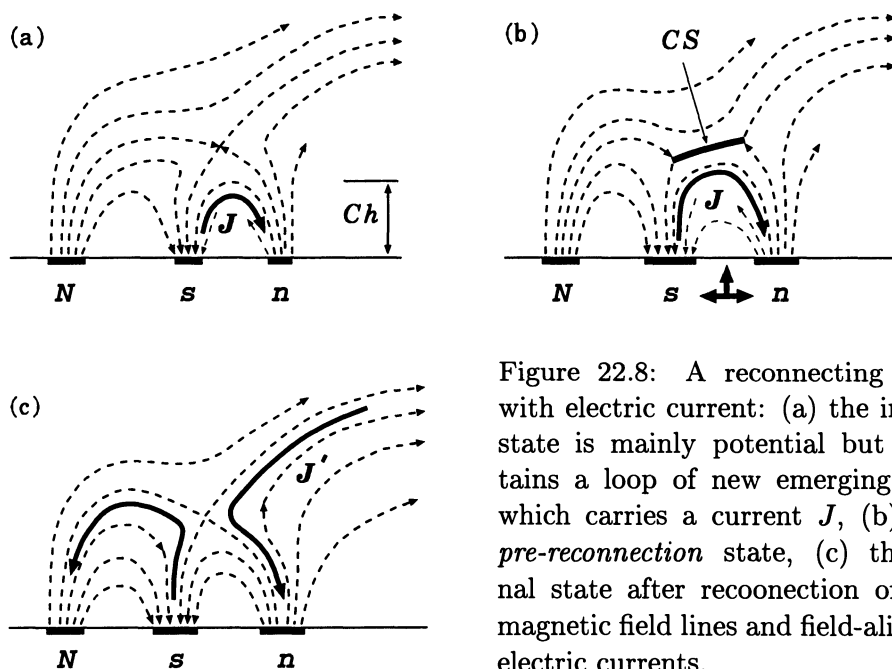 (a)
Ch
J
N s n
(b)
CS
J
N s n
(c)
J'
N s n
Figure 22.8: A reconnecting
with electric current: (a) the in
state is mainly potential but
tains a loop of new emerging
which carries a current J, (b)
pre-reconnection state, (c) th
nal state after recoonection o
magnetic field lines and field-ali
electric currents.